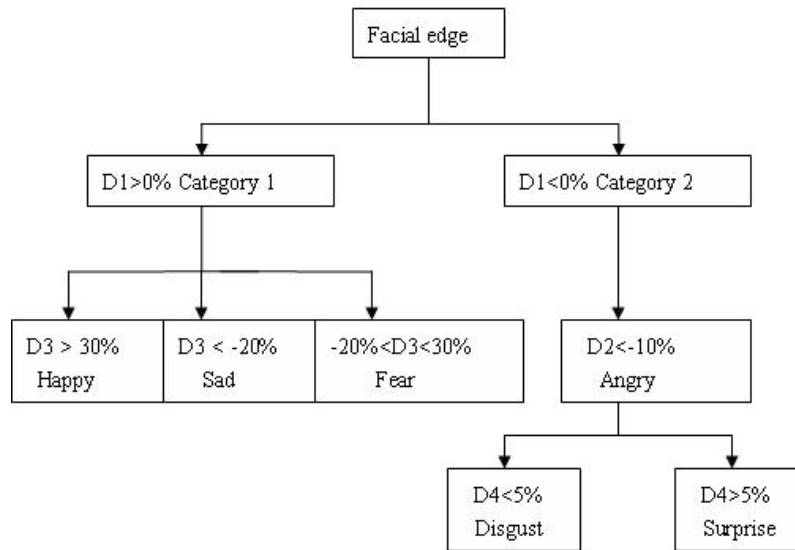 Facial edge
D1>0% Category 1
D1<0% Category 2
D3 > 30%
Happy
D3 < -20%
Sad
-20%<D3<30%
Fear
D2<-10%
Angry
D4<5%
Disgust
D4>5%
Surprise